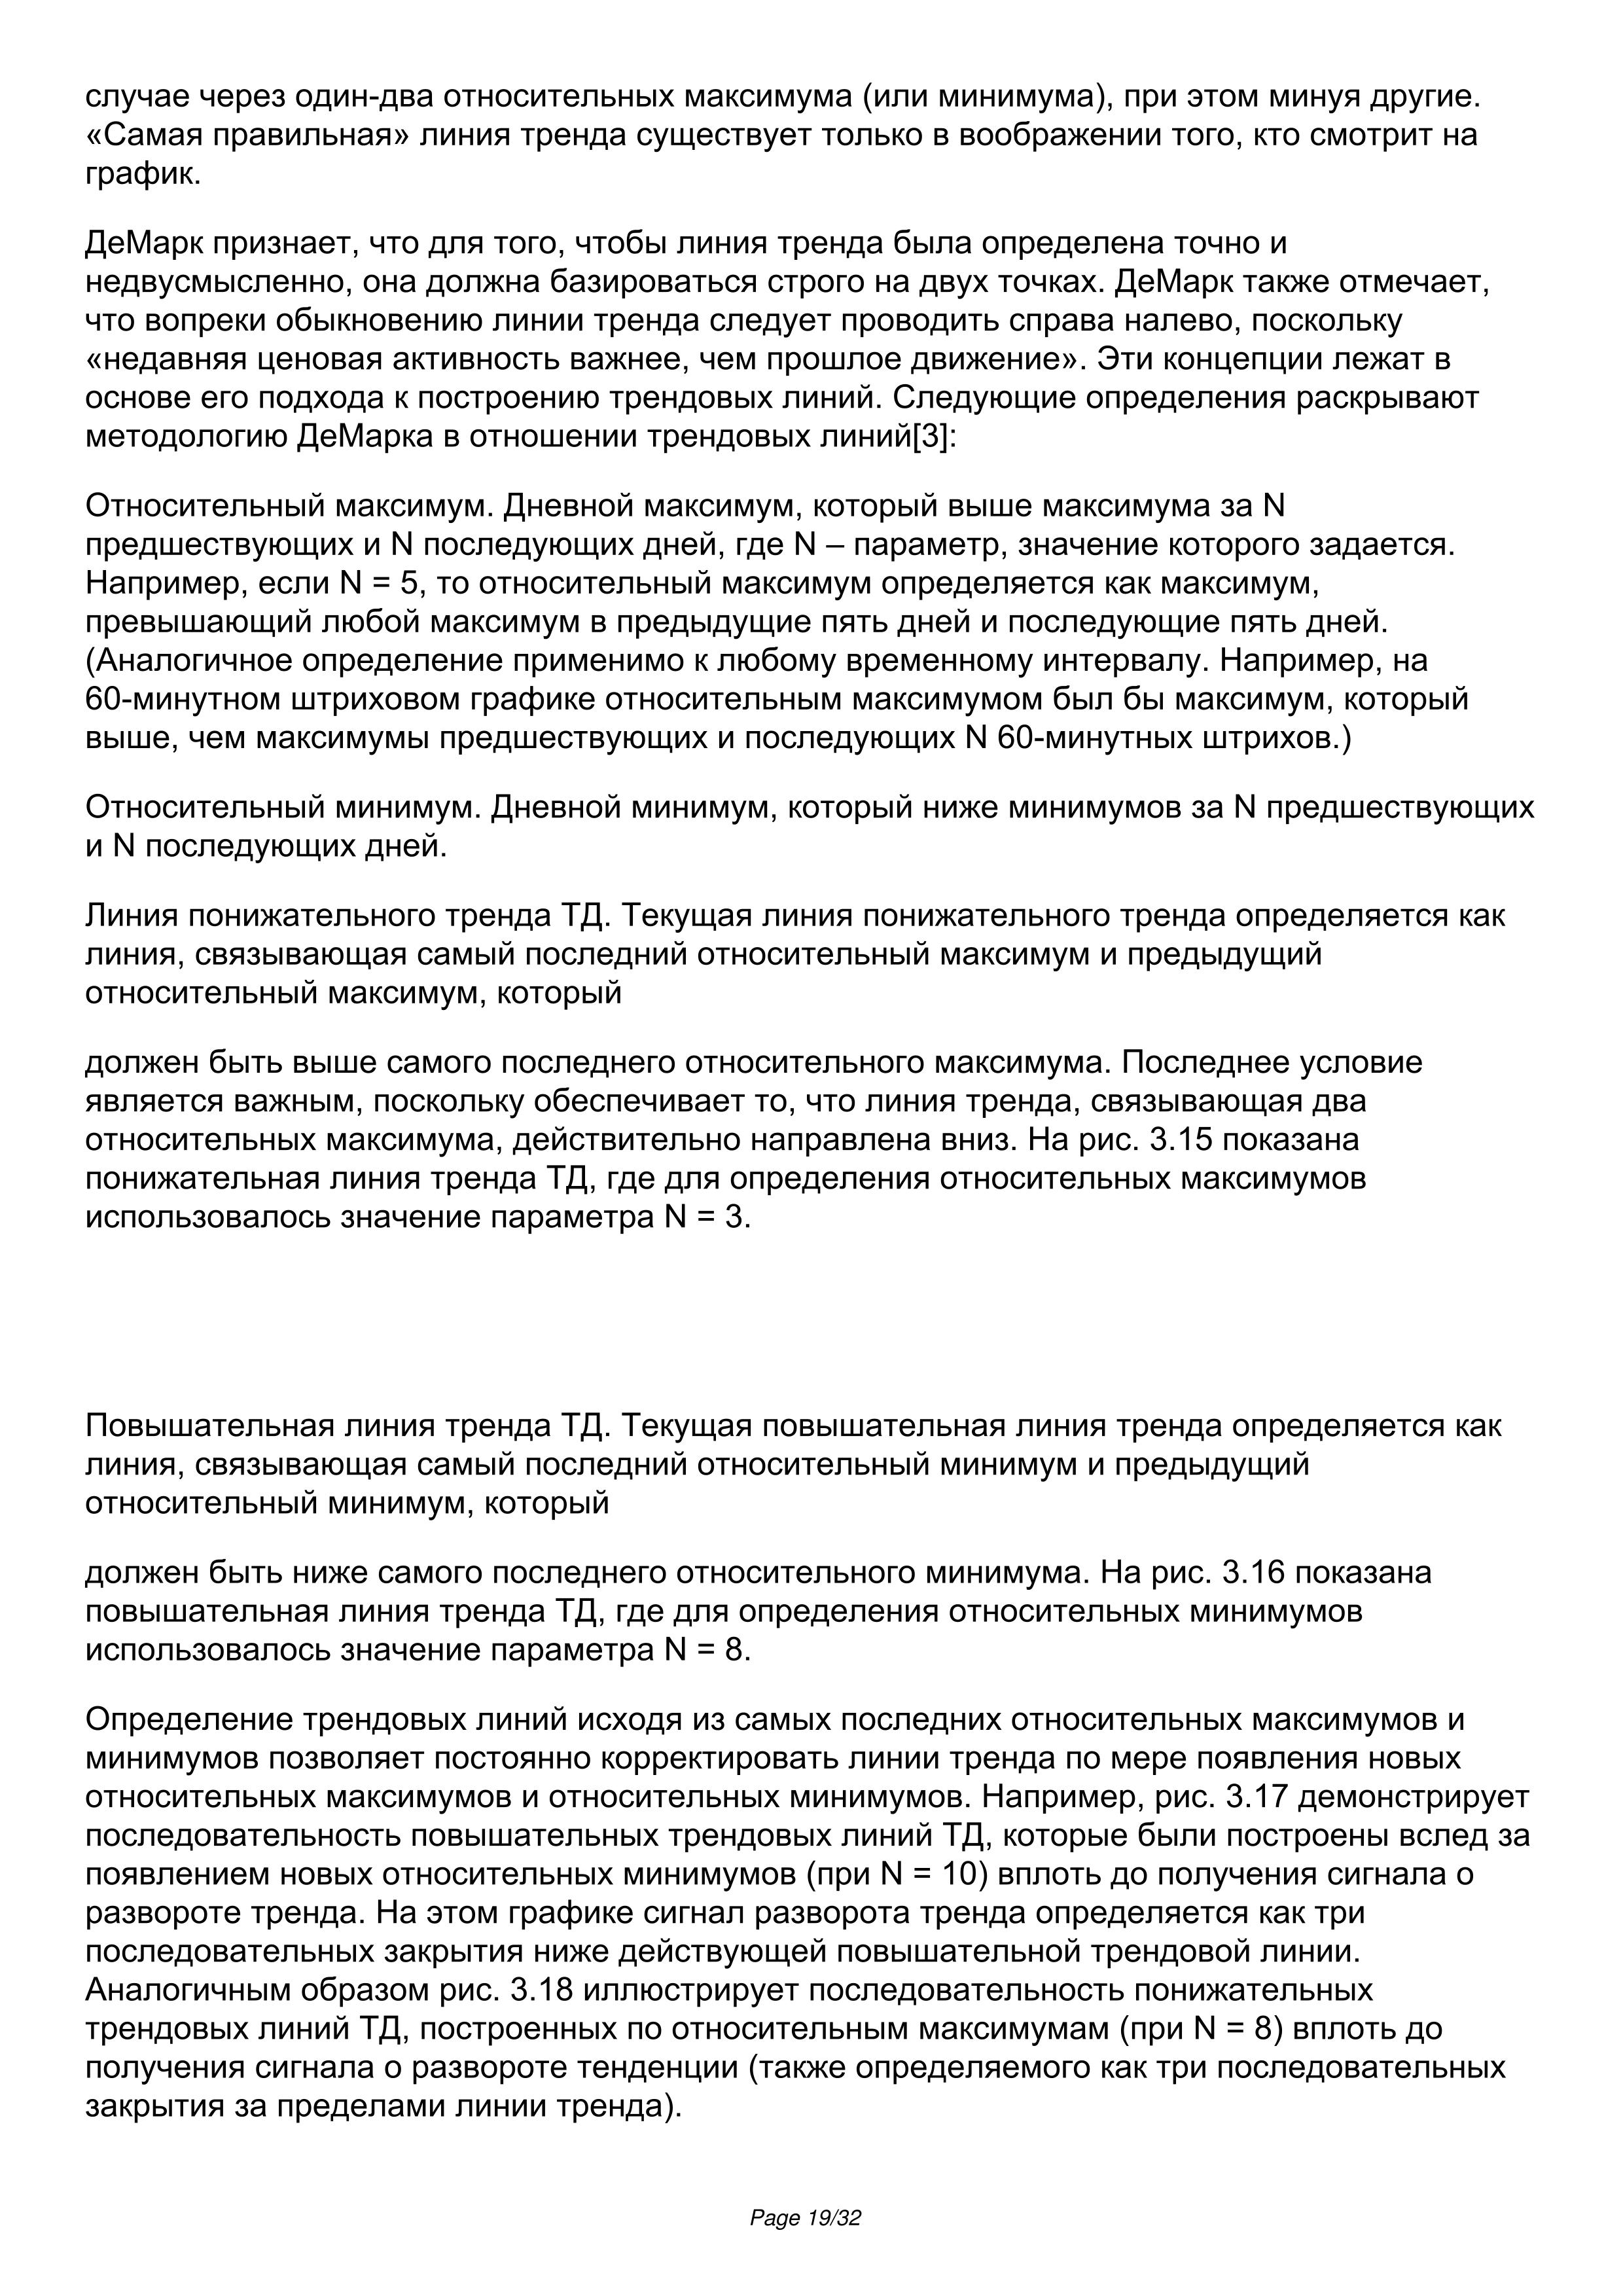 случае через один-два относительных максимума (или минимума), при этом минуя другие.
«Самая правильная» линия тренда существует только в воображении того, кто смотрит на
график.
ДеМарк признает, что для того, чтобы линия тренда была определена точно и
недвусмысленно, она должна базироваться строго на двух точках. ДеМарк также отмечает,
что вопреки обыкновению линии тренда следует проводить справа налево, поскольку
«недавняя ценовая активность важнее, чем прошлое движение». Эти концепции лежат в
основе его подхода к построению трендовых линий. Следующие определения раскрывают
методологию ДеМарка в отношении трендовых линий[3]:
Относительный максимум. Дневной максимум, который выше максимума за N
предшествующих и N последующих дней, где N – параметр, значение которого задается.
Например, если N = 5, то относительный максимум определяется как максимум,
превышающий любой максимум в предыдущие пять дней и последующие пять дней.
(Аналогичное определение применимо к любому временному интервалу. Например, на
60-минутном штриховом графике относительным максимумом был бы максимум, который
выше, чем максимумы предшествующих и последующих N 60-минутных штрихов.)
Относительный минимум. Дневной минимум, который ниже минимумов за N предшествующих
и N последующих дней.
Линия понижательного тренда ТД. Текущая линия понижательного тренда определяется как
линия, связывающая самый последний относительный максимум и предыдущий
относительный максимум, который
должен быть выше самого последнего относительного максимума. Последнее условие
является важным, поскольку обеспечивает то, что линия тренда, связывающая два
относительных максимума, действительно направлена вниз. На рис. 3.15 показана
понижательная линия тренда ТД, где для определения относительных максимумов
использовалось значение параметра N = 3.
Повышательная линия тренда ТД. Текущая повышательная линия тренда определяется как
линия, связывающая самый последний относительный минимум и предыдущий
относительный минимум, который
должен быть ниже самого последнего относительного минимума. На рис. 3.16 показана
повышательная линия тренда ТД, где для определения относительных минимумов
использовалось значение параметра N = 8.
Определение трендовых линий исходя из самых последних относительных максимумов и
минимумов позволяет постоянно корректировать линии тренда по мере появления новых
относительных максимумов и относительных минимумов. Например, рис. 3.17 демонстрирует
последовательность повышательных трендовых линий ТД, которые были построены вслед за
появлением новых относительных минимумов (при N = 10) вплоть до получения сигнала о
развороте тренда. На этом графике сигнал разворота тренда определяется как три
последовательных закрытия ниже действующей повышательной трендовой линии.
Аналогичным образом рис. 3.18 иллюстрирует последовательность понижательных
трендовых линий ТД, построенных по относительным максимумам (при N = 8) вплоть до
получения сигнала о развороте тенденции (также определяемого как три последовательных
закрытия за пределами линии тренда).
Page 19/32